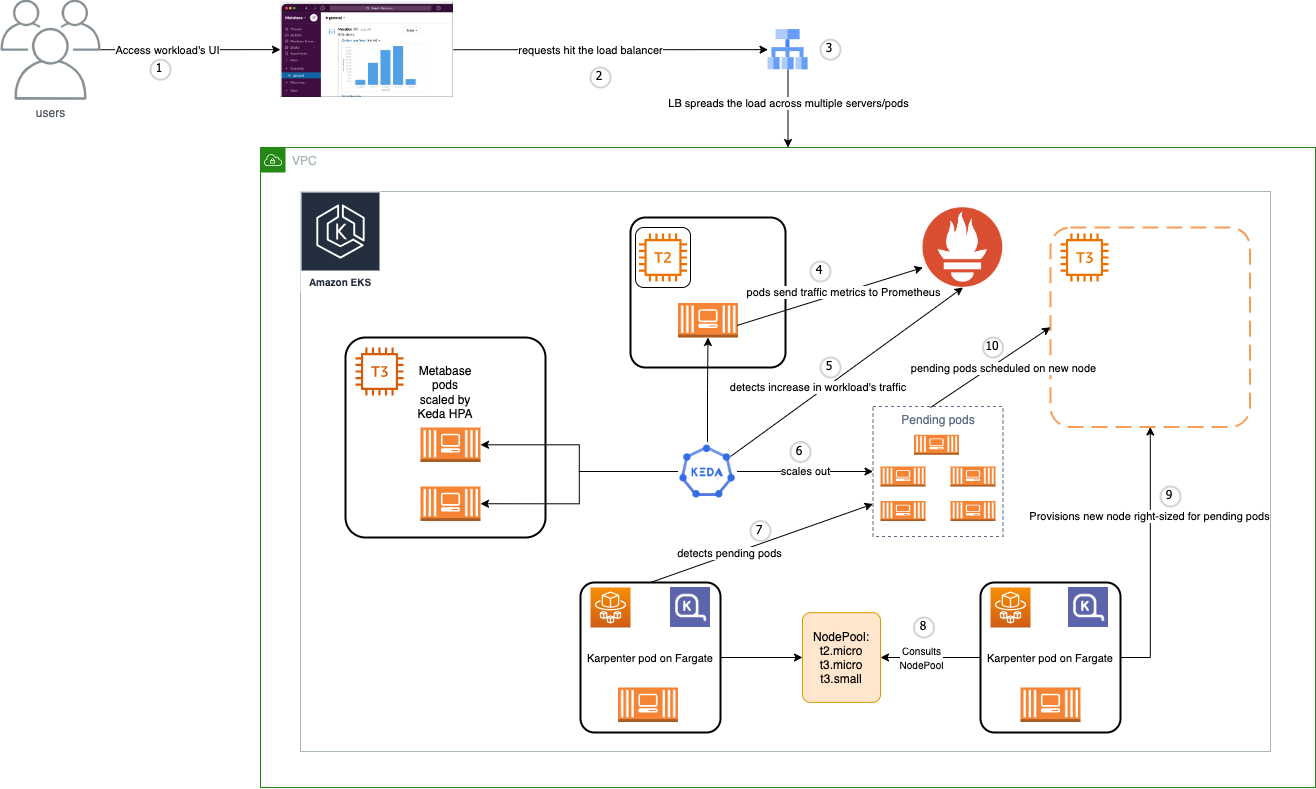 Access workload's UI
1
users
Metabase
# general
requests hit the load balancer
2
3
LB spreads the load across multiple servers/pods
VPC
Amazon EKS
T2
4
pods send traffic metrics to Prometheus
T3
T3
Metabase
pods
scaled by
Keda HPA
5
detects increase in workload's traffic
10
pending pods scheduled on new node
Pending pods
KEDA
6
scales out
7
detects pending pods
9
Provisions new node right-sized for pending pods
K
Karpenter pod on Fargate
NodePool:
t2.micro
t3.micro
t3.small
8
Consults
NodePool
K
Karpenter pod on Fargate